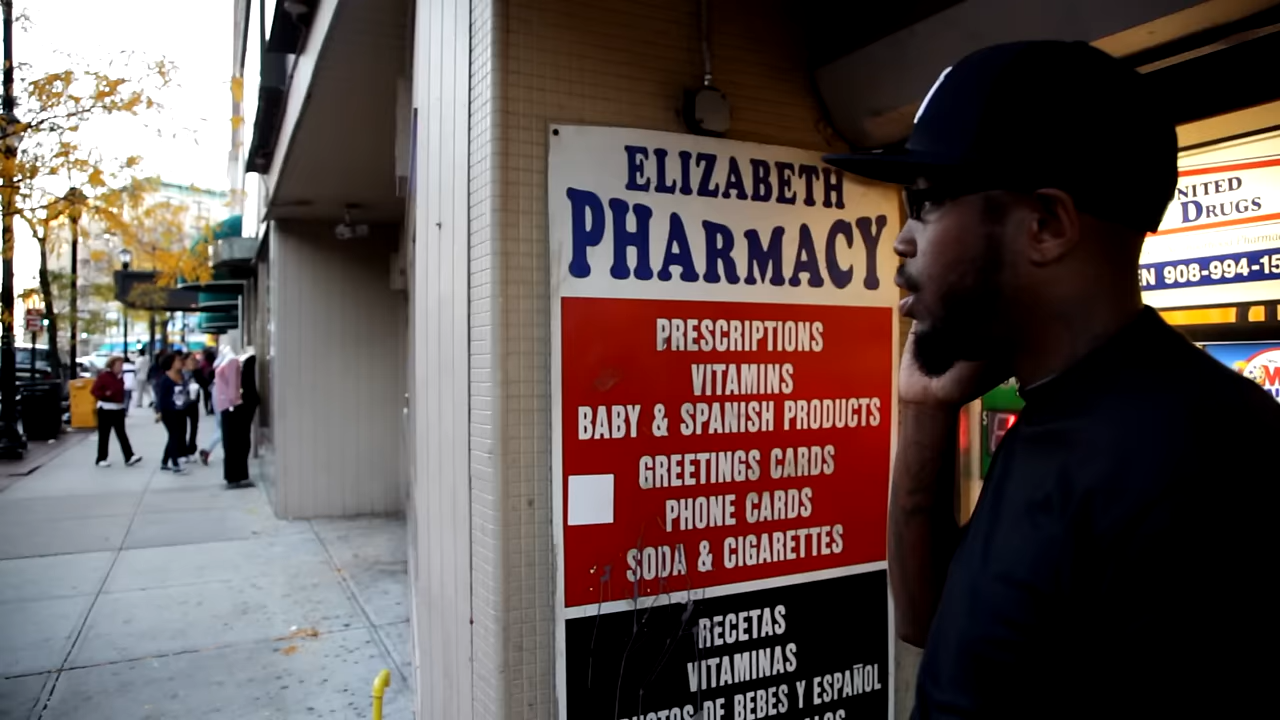 ELIZABETH
PHARMACY
PRESCRIPTIONS
VITAMINS
BABY & SPANISH PRODUCTS
GREETINGS CARDS
PHONE CARDS
SODA & CIGARETTES
RECETAS
VITAMINAS
DE BEBES Y ESPAÑOL
NITED
DRUGS
908-994-15